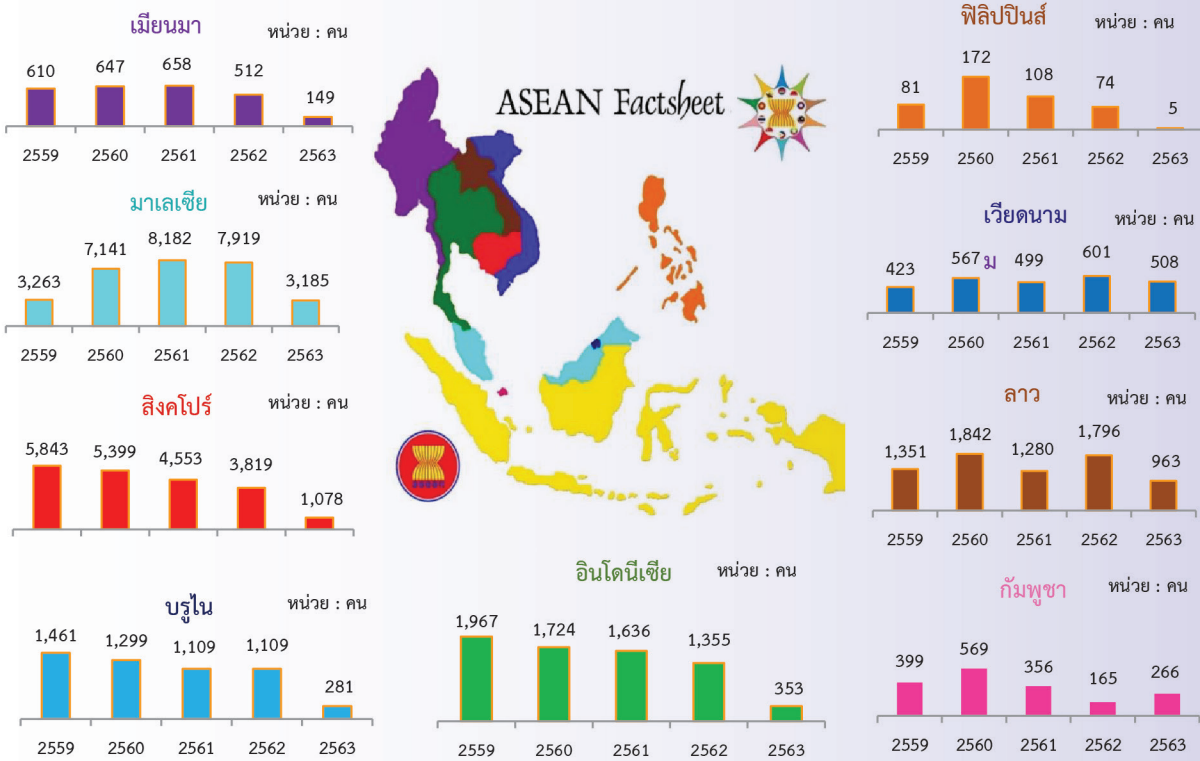 เมียนมา
หน่วย : คน
610 647 658 512 149
2559 2560 2561 2562 2563
มาเลเซีย
หน่วย : คน
3,263 7,141 8,182 7,919 3,185
2559 2560 2561 2562 2563
สิงคโปร์
หน่วย : คน
5,843 5,399 4,553 3,819 1,078
บรูไน
หน่วย : คน
1,461 1,299 1,109 1,109 281
2559 2560 2561 2562 2563
ASEAN Factsheet
อินโดนีเซีย
หน่วย : คน
1,967 1,724 1,636 1,355 353
2559 2560 2561 2562 2563
ฟิลิปปินส์
หน่วย : คน
81 172 108 74 5
2559 2560 2561 2562 2563
เวียดนาม
หน่วย : คน
ม
423 567 499 601 508
2559 2560 2561 2562 2563
ลาว
หน่วย : คน
1,351 1,842 1,280 1,796 963
2559 2560 2561 2562 2563
กัมพูชา
หน่วย : คน
399 569 356 165 266
2559 2560 2561 2562 2563